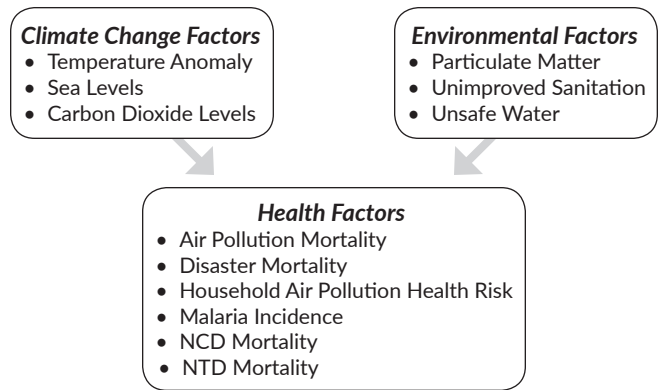 Climate Change Factors
• Temperature Anomaly
• Sea Levels
• Carbon Dioxide Levels
Environmental Factors
• Particulate Matter
• Unimproved Sanitation
• Unsafe Water
Health Factors
• Air Pollution Mortality
• Disaster Mortality
• Household Air Pollution Health Risk
• Malaria Incidence
• NCD Mortality
• NTD Mortality